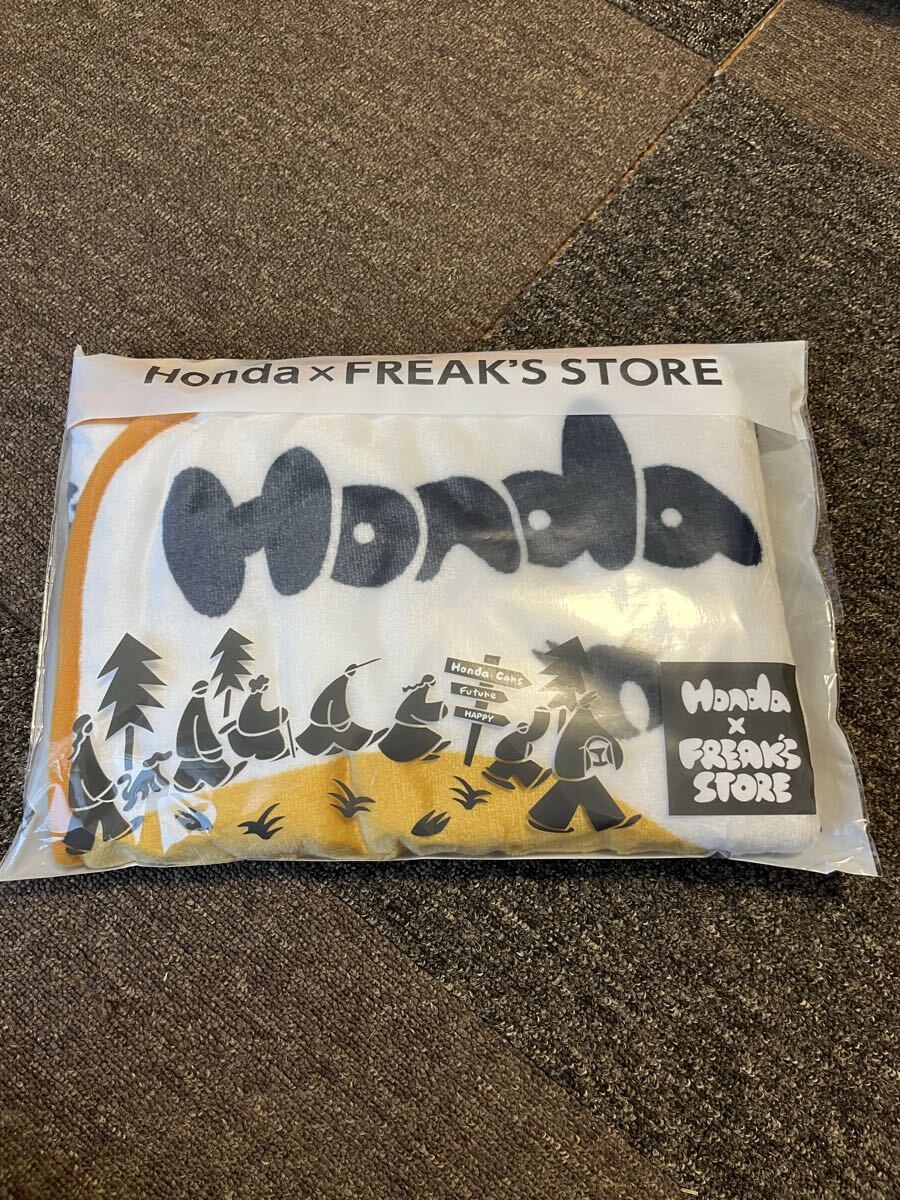 Honda × FREAK'S STORE
Honda
Honda Cars
Future
HAPPY
Honda
×
FREAK'S
STORE